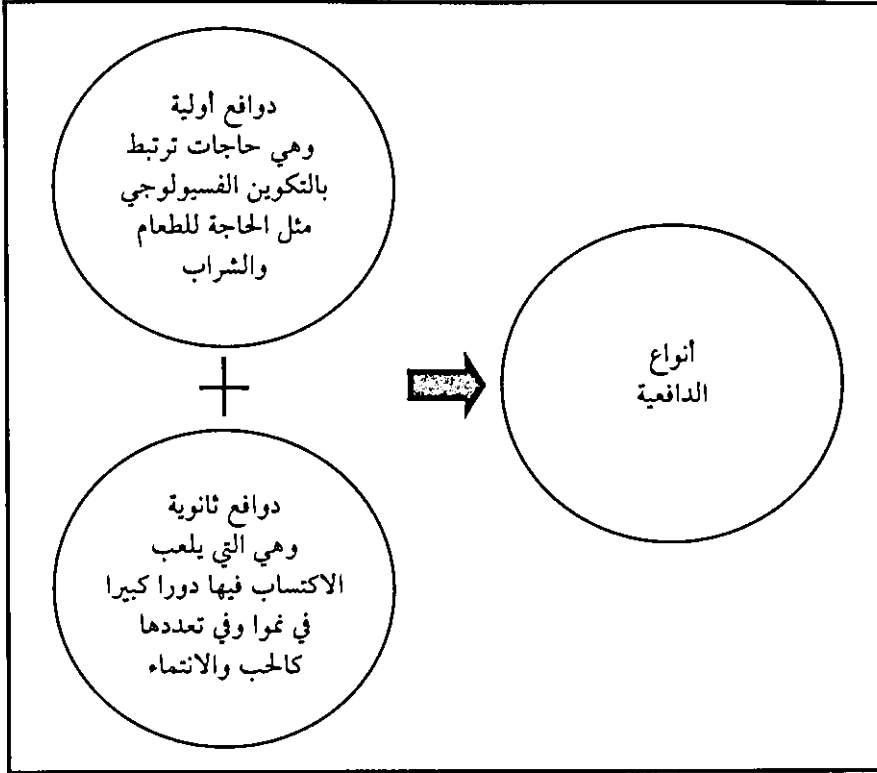 دوافع أولية
وهي حاجات ترتبط
بالتكوين الفسيولوجي
مثل الحاجة للطعام
والشراب
+
دوافع ثانوية
وهي التي يلعب
الاكتساب فيها دورا كبيرا
في نموا وفي تعددها
كالحب والانتماء
أنواع
الدافعية